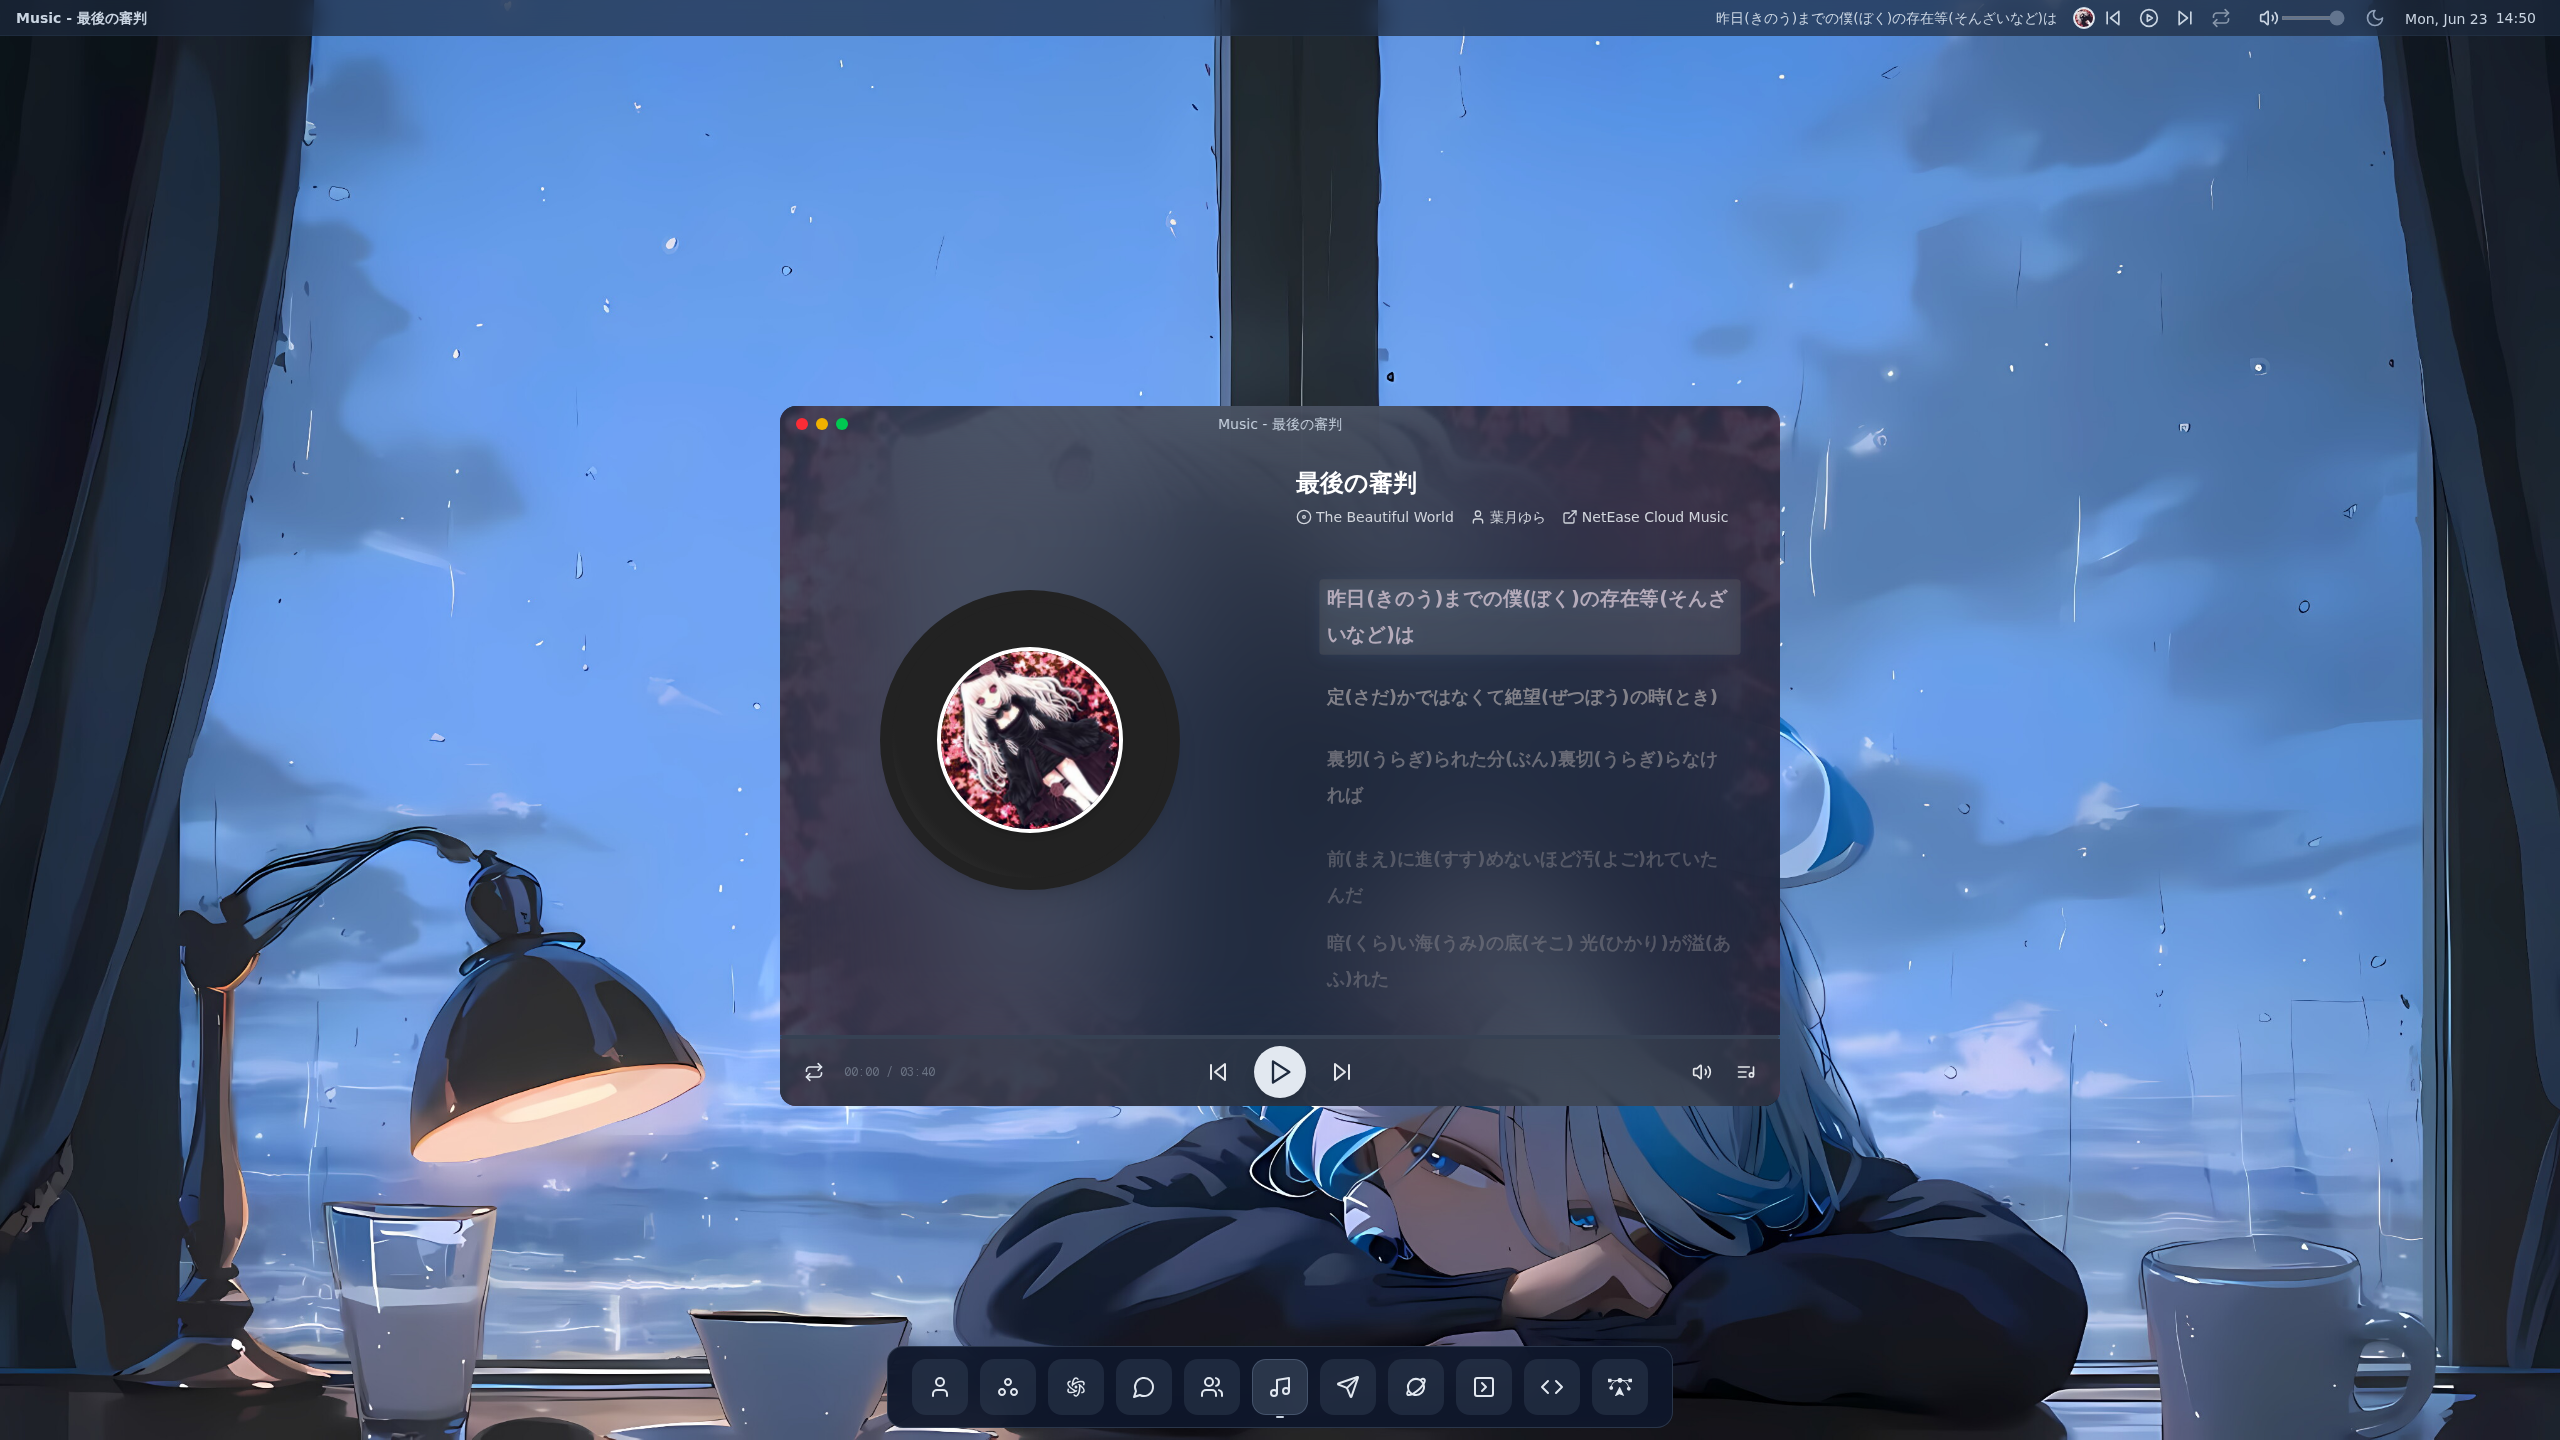 Music - 最後の審判
昨日(きのう)までの僕(ぼく)の存在等(そんざいなど)は
Mon, Jun 23 14:50
Music - 最後の審判
最後の審判
The Beautiful World 葉月ゆら NetEase Cloud Music
昨日(きのう)までの僕(ぼく)の存在等(そんざ
いなど)は
定(さだ)かではなくて絶望(ぜつぼう)の時(とき)
裏切(うらぎ)られた分(ぶん)裏切(うらぎ)らなけ
れば
前(まえ)に進(すす)めないほど汚(よご)れていた
んだ
暗(くら)い海(うみ)の底(そこ) 光(ひかり)が溢(あ
ふ)れた
00:00 / 03:40